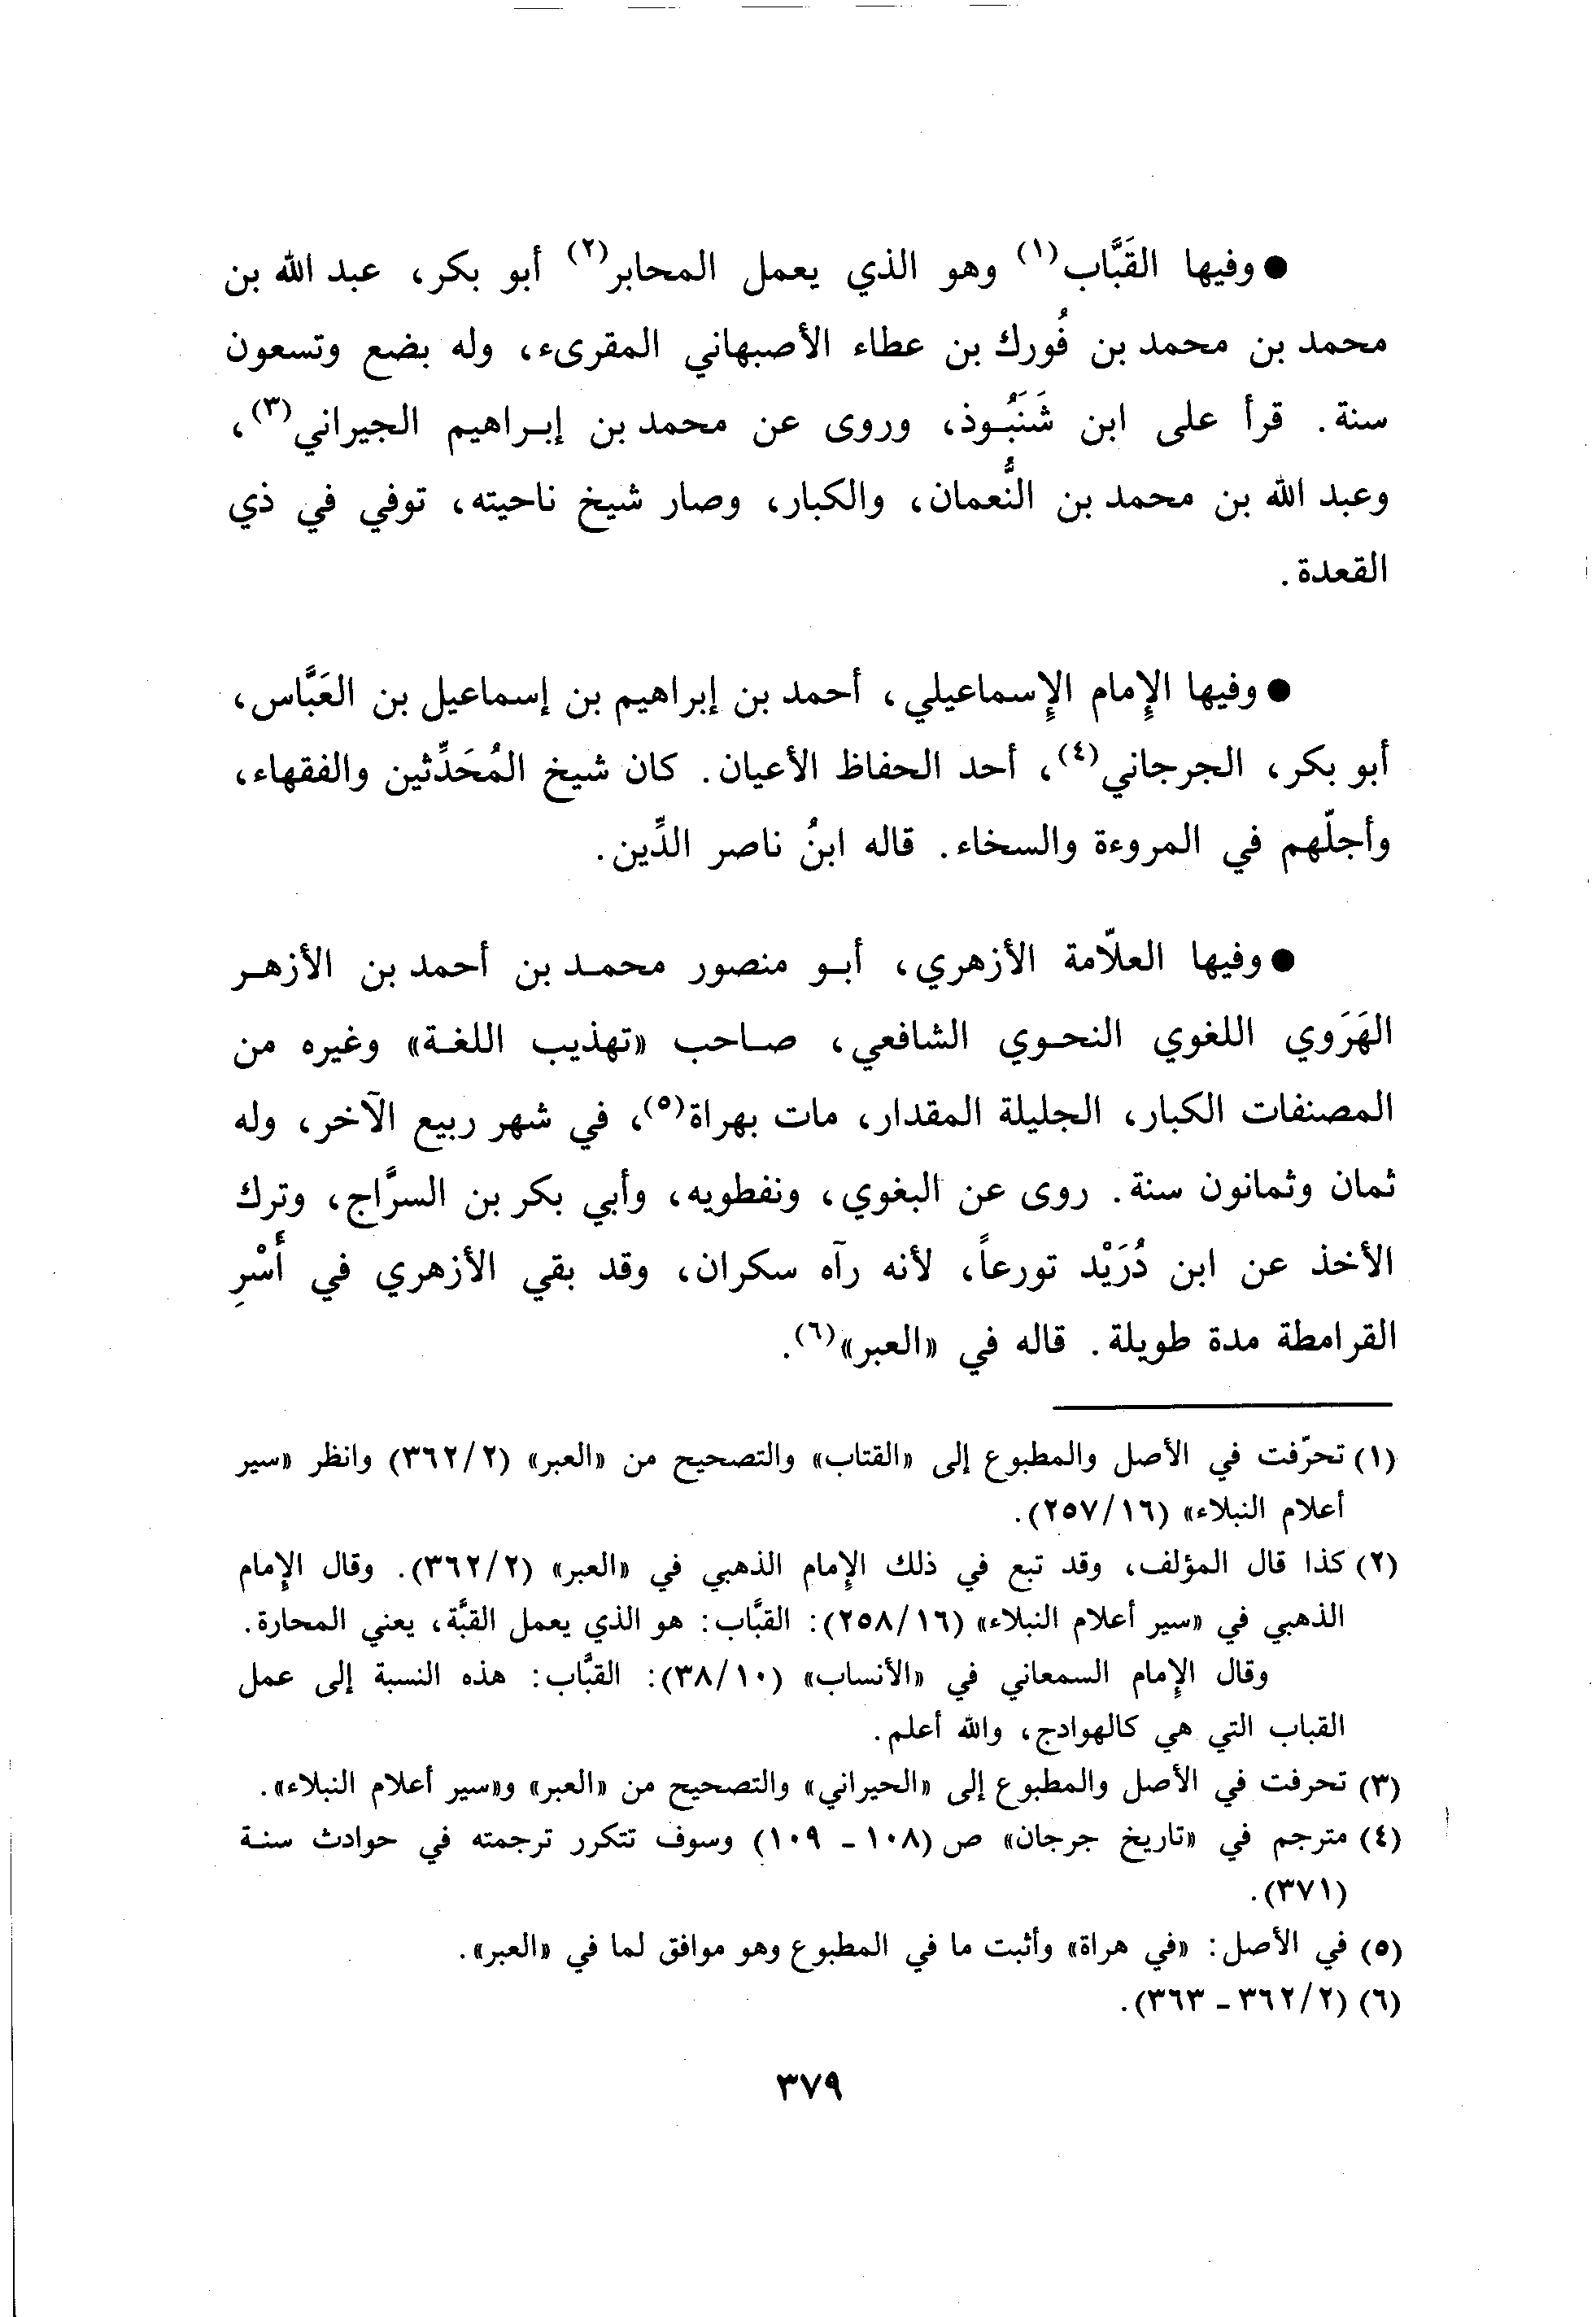 ● وفيها القَبَّاب(١) وهو الذي يعمل المحابر(٢) أبو بكر، عبد الله بن
محمد بن محمد بن فُورك بن عطاء الأصبهاني المقرىء، وله بضع وتسعون
سنة. قرأ على ابن شَنَبُوذ، وروى عن محمد بن إبراهيم الجيراني(٣)،
وعبد الله بن محمد بن النُّعمان، والكبار، وصار شيخ ناحيته، توفي في ذي
القعدة.
● وفيها الإمام الإسماعيلي، أحمد بن إبراهيم بن إسماعيل بن العَبَّاس،
أبو بكر، الجرجاني(٤)، أحد الحفاظ الأعيان. كان شيخ المُحَدِّثين والفقهاء،
وأجلّهم في المروءة والسخاء. قاله ابنُ ناصر الدِّين.
● وفيها العلاّمة الأزهري، أبو منصور محمد بن أحمد بن الأزهر
الهَرَوي اللغوي النحوي الشافعي، صاحب «تهذيب اللغة» وغيره من
المصنفات الكبار، الجليلة المقدار، مات بهراة(٥)، في شهر ربيع الآخر، وله
ثمان وثمانون سنة. روى عن البغوي، ونفطويه، وأبي بكر بن السرَّاج، وترك
الأخذ عن ابن دُرَيْد تورعاً، لأنه رآه سكران، وقد بقي الأزهري في أَسْرِ
القرامطة مدة طويلة. قاله في «العبر»(٦).
(١) تحرّفت في الأصل والمطبوع إلى «القتاب» والتصحيح من «العبر» (٣٦٢/٢) وانظر «سير
أعلام النبلاء» (٢٥٧/١٦).
(٢) كذا قال المؤلف، وقد تبع في ذلك الإمام الذهبي في «العبر» (٣٦٢/٢). وقال الإمام
الذهبي في «سير أعلام النبلاء» (٢٥٨/١٦): القبَّاب: هو الذي يعمل القبَّة، يعني المحارة.
وقال الإمام السمعاني في «الأنساب» (٣٨/١٠): القبَّاب: هذه النسبة إلى عمل
القباب التي هي كالهوادج، والله أعلم.
(٣) تحرفت في الأصل والمطبوع إلى «الحيراني» والتصحيح من «العبر» و«سير أعلام النبلاء».
(٤) مترجم في «تاريخ جرجان» ص (١٠٨ - ١٠٩) وسوف تتكرر ترجمته في حوادث سنة
(٣٧١).
(٥) في الأصل: «في هراة» وأثبت ما في المطبوع وهو موافق لما في «العبر».
(٦) (٣٦٢/٢ - ٣٦٣).
٣٧٩